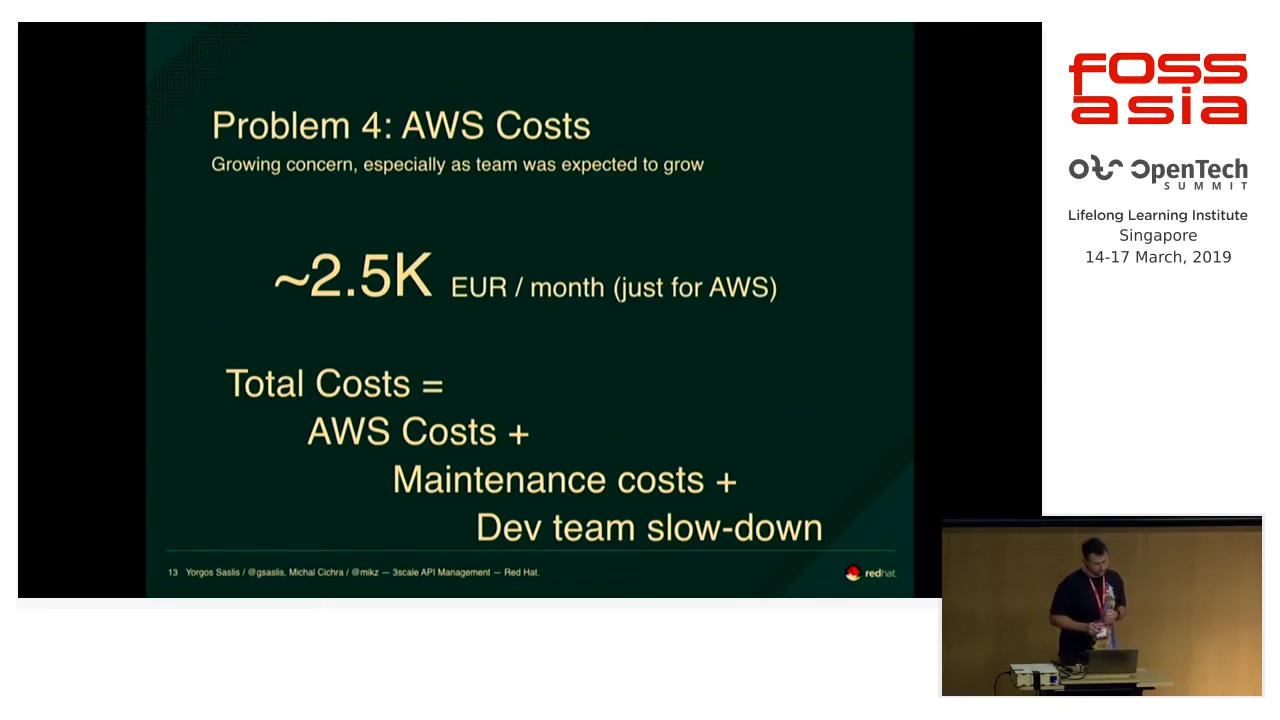 Problem 4: AWS Costs
Growing concern, especially as team was expected to grow
~2.5K EUR / month (just for AWS)
Total Costs =
AWS Costs +
Maintenance costs +
Dev team slow-down
13 Yorgos Saslis / @gsaslis, Michal Cichra / @mikz — 3scale API Management — Red Hat.
redhat
foss
asia
OpenTech
SUMMIT
Lifelong Learning Institute
Singapore
14-17 March, 2019